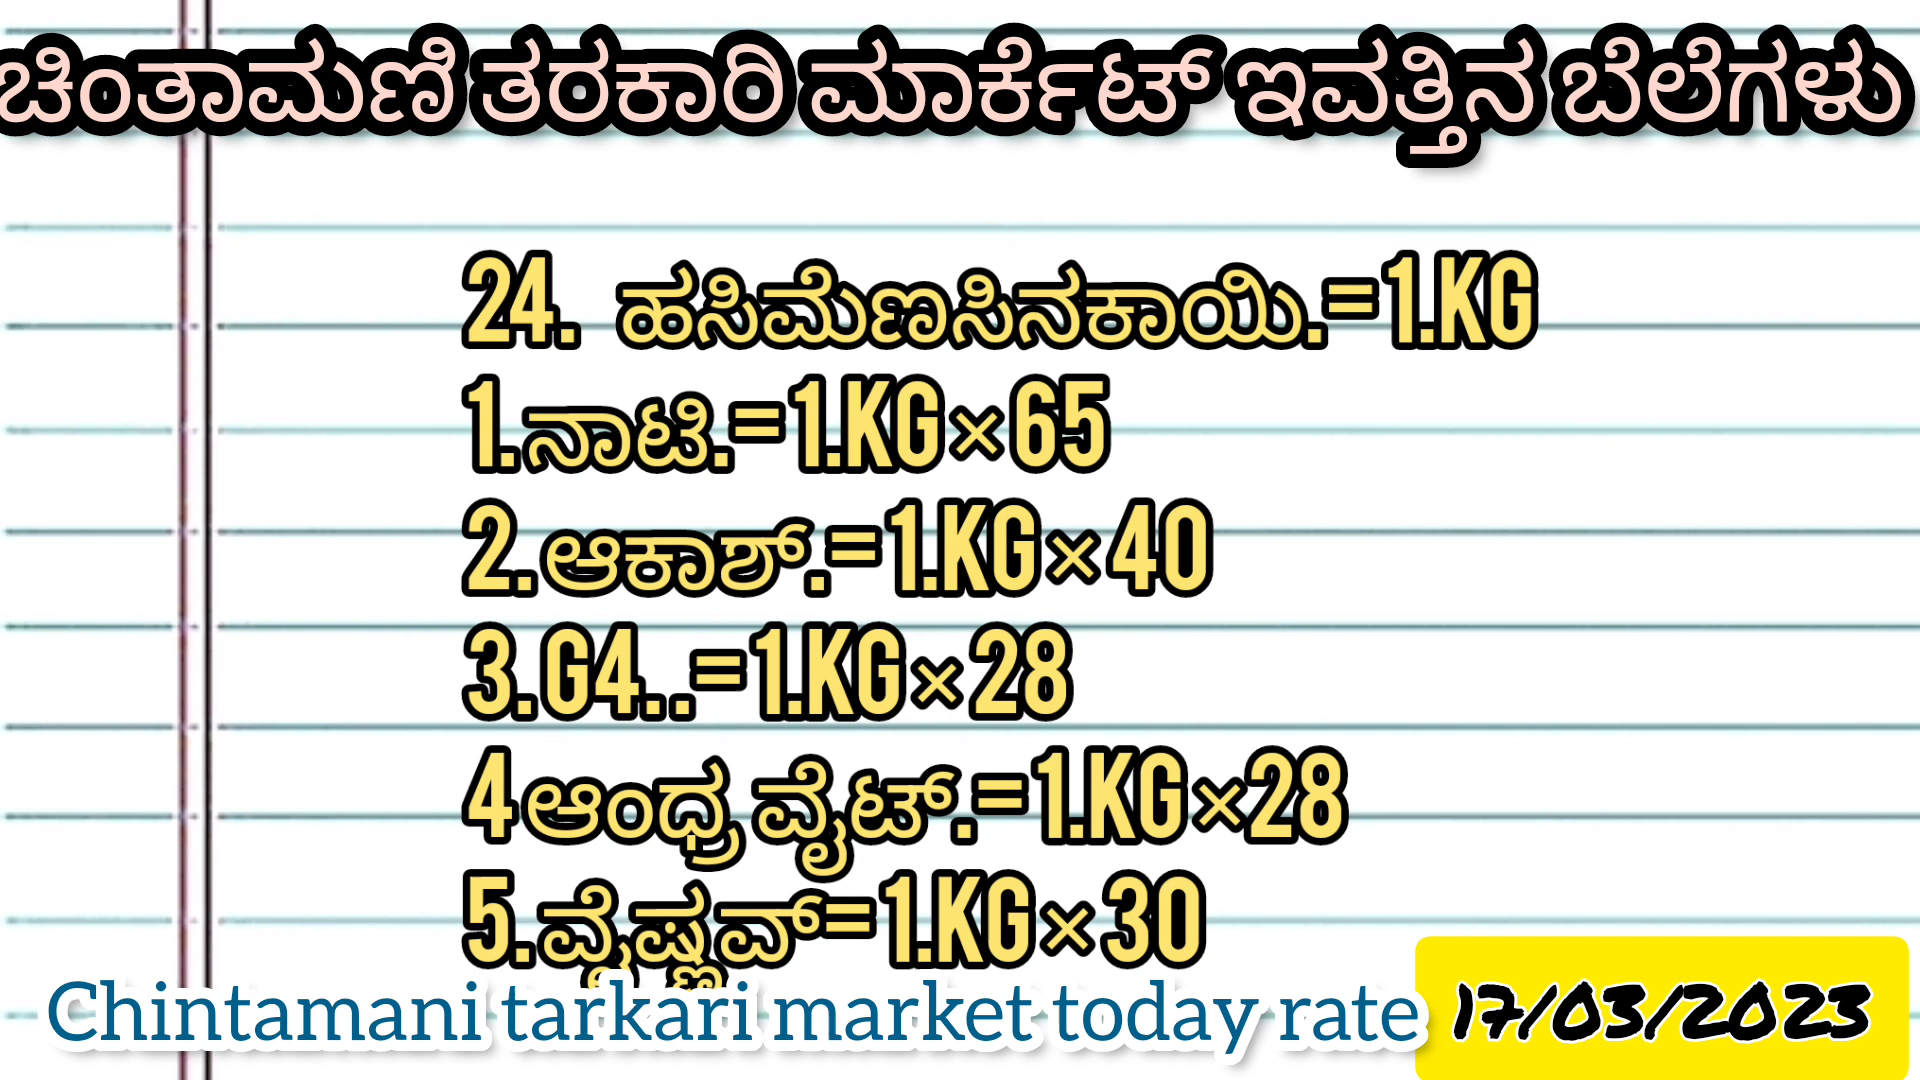 ಚಿಂತಾಮಣಿ ತರಕಾರಿ ಮಾರ್ಕೆಟ್ ಇವತ್ತಿನ ಬೆಲೆಗಳು
24. ಹಸಿಮೆಣಸಿನಕಾಯಿ.=1.KG
1.ನಾಟಿ.=1.KG×65
2.ಆಕಾಶ್.=1.KG×40
3.G4..=1.KG×28
4ಆಂಧ್ರ ವೈಟ್.=1.KG×28
5.ವೈಷ್ಣವ್=1.KG×30
Chintamani tarkari market today rate 17/03/2023